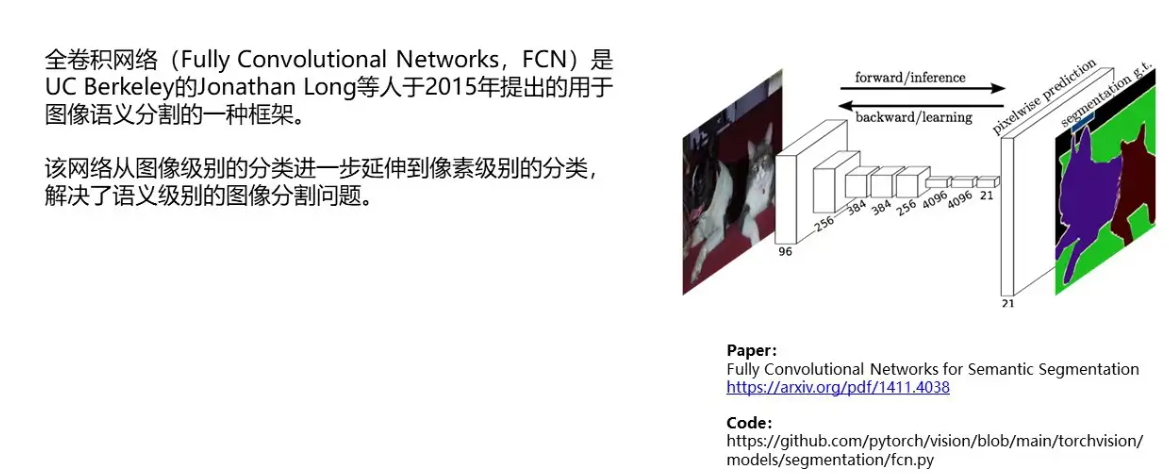 全卷积网络（Fully Convolutional Networks，FCN）是
UC Berkeley的Jonathan Long等人于2015年提出的用于
图像语义分割的一种框架。
该网络从图像级别的分类进一步延伸到像素级别的分类，
解决了语义级别的图像分割问题。
forward/inference
backward/learning
pixelwise prediction
segmentation g.t.
96
256
384
384
256
4096
4096
21
21
Paper：
Fully Convolutional Networks for Semantic Segmentation
https://arxiv.org/pdf/1411.4038
Code：
https://github.com/pytorch/vision/blob/main/torchvision/
models/segmentation/fcn.py